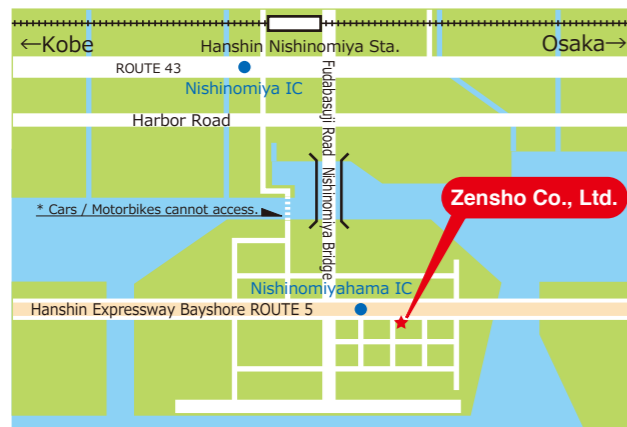 ←Kobe
Hanshin Nishinomiya Sta.
Osaka→
ROUTE 43
Nishinomiya IC
Fudabasuji Road
Harbor Road
Nishinomiya Bridge
Zensho Co., Ltd.
* Cars / Motorbikes cannot access.
Nishinomiyahama IC
Hanshin Expressway Bayshore ROUTE 5